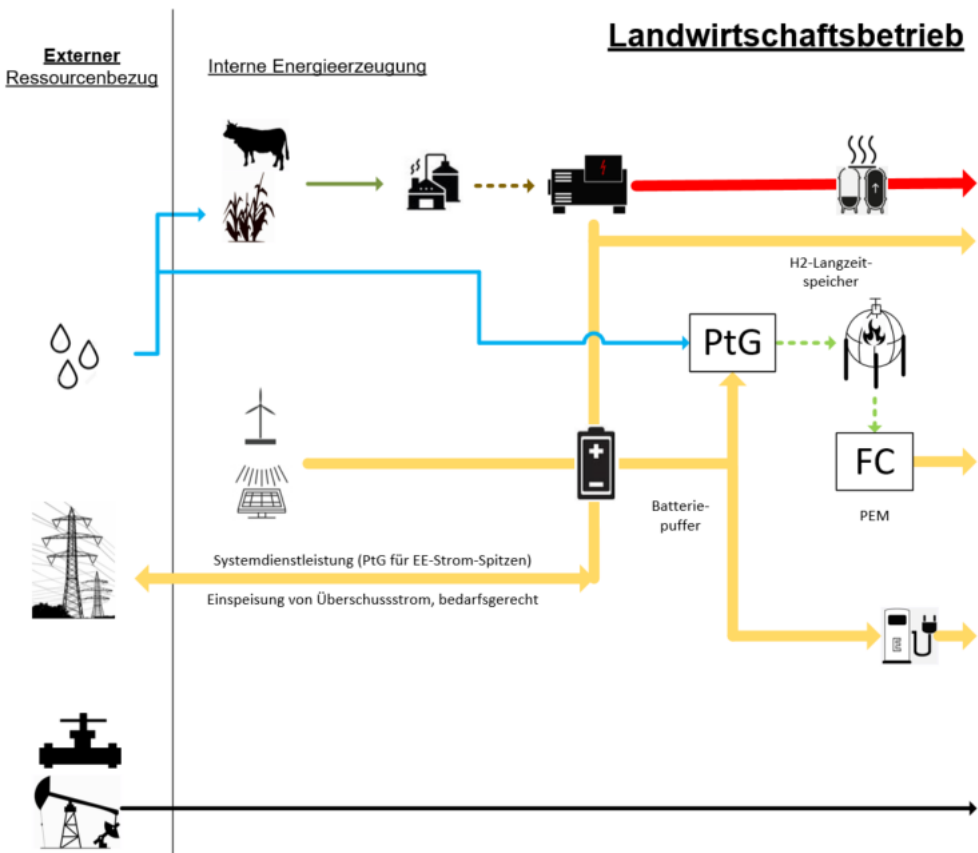 Landwirtschaftsbetrieb
Externer
Ressourcenbezug
Interne Energieerzeugung
H2-Langzeit-
speicher
PtG
FC
PEM
Batterie-
puffer
Systemdienstleistung (PtG für EE-Strom-Spitzen)
Einspeisung von Überschussstrom, bedarfsgerecht